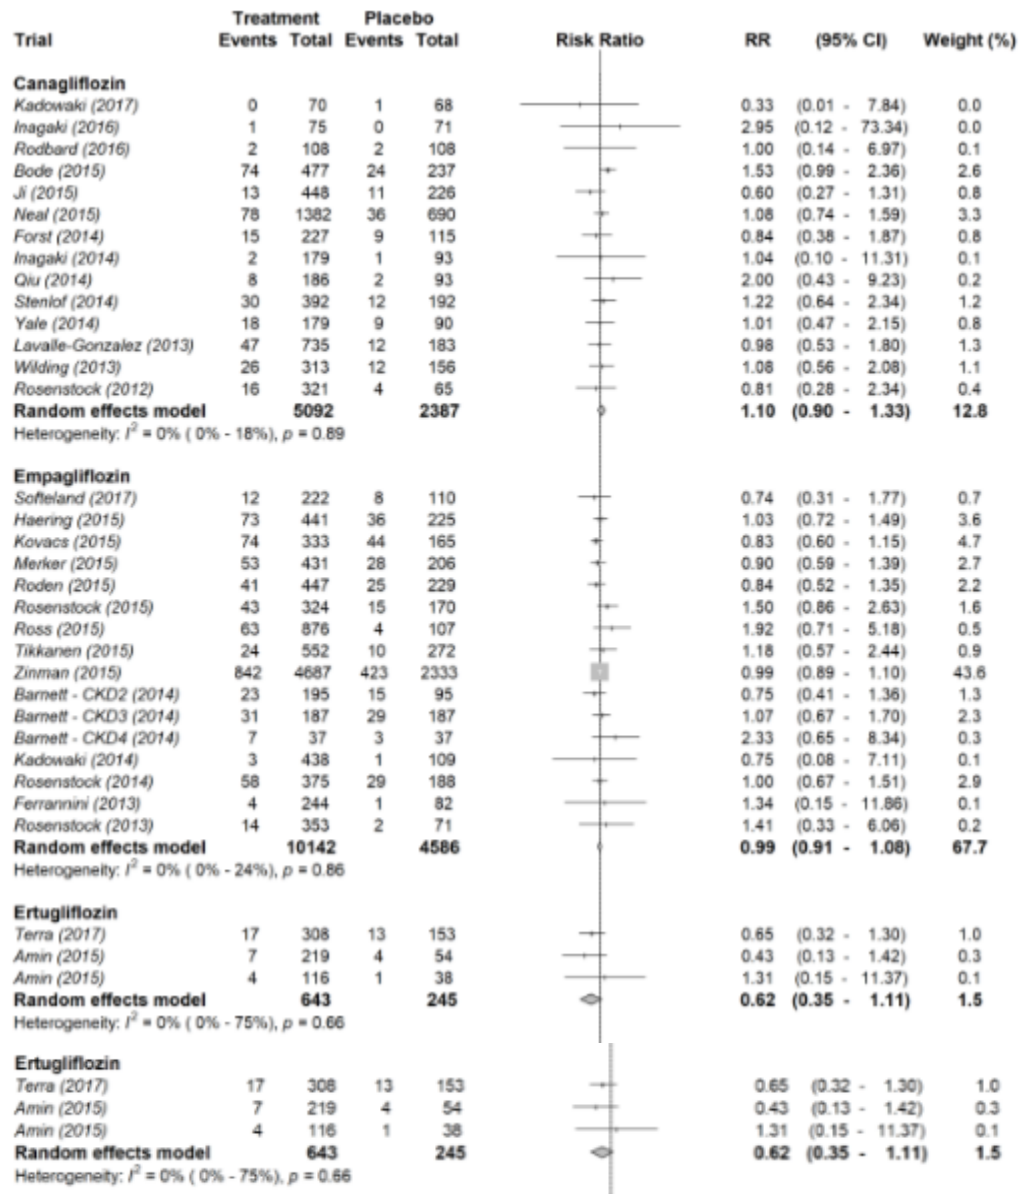 Treatment Placebo
Trial Events Total Events Total Risk Ratio RR (95% CI) Weight (%)
Canagliflozin
Kadowaki (2017) 0 70 1 68 0.33 (0.01 - 7.84) 0.0
Inagaki (2016) 1 75 0 71 2.95 (0.12 - 73.34) 0.0
Rodbard (2016) 2 108 2 108 1.00 (0.14 - 6.97) 0.1
Bode (2015) 74 477 24 237 1.53 (0.99 - 2.36) 2.6
Ji (2015) 13 448 11 226 0.60 (0.27 - 1.31) 0.8
Neal (2015) 78 1382 36 690 1.08 (0.74 - 1.59) 3.3
Forst (2014) 15 227 9 115 0.84 (0.38 - 1.87) 0.8
Inagaki (2014) 2 179 1 93 1.04 (0.10 - 11.31) 0.1
Qiu (2014) 8 186 2 93 2.00 (0.43 - 9.23) 0.2
Stenlof (2014) 30 392 12 192 1.22 (0.64 - 2.34) 1.2
Yale (2014) 18 179 9 90 1.01 (0.47 - 2.15) 0.8
Lavalle-Gonzalez (2013) 47 735 12 183 0.98 (0.53 - 1.80) 1.3
Wilding (2013) 26 313 12 156 1.08 (0.56 - 2.08) 1.1
Rosenstock (2012) 16 321 4 65 0.81 (0.28 - 2.34) 0.4
Random effects model 5092 2387 1.10 (0.90 - 1.33) 12.8
Heterogeneity: I² = 0% ( 0% - 18%), p = 0.89
Empagliflozin
Softeland (2017) 12 222 8 110 0.74 (0.31 - 1.77) 0.7
Haering (2015) 73 441 36 225 1.03 (0.72 - 1.49) 3.6
Kovacs (2015) 74 333 44 165 0.83 (0.60 - 1.15) 4.7
Merker (2015) 53 431 28 206 0.90 (0.59 - 1.39) 2.7
Roden (2015) 41 447 25 229 0.84 (0.52 - 1.35) 2.2
Rosenstock (2015) 43 324 15 170 1.50 (0.86 - 2.63) 1.6
Ross (2015) 63 876 4 107 1.92 (0.71 - 5.18) 0.5
Tikkanen (2015) 24 552 10 272 1.18 (0.57 - 2.44) 0.9
Zinman (2015) 842 4687 423 2333 0.99 (0.89 - 1.10) 43.6
Barnett - CKD2 (2014) 23 195 15 95 0.75 (0.41 - 1.36) 1.3
Barnett - CKD3 (2014) 31 187 29 187 1.07 (0.67 - 1.70) 2.3
Barnett - CKD4 (2014) 7 37 3 37 2.33 (0.65 - 8.34) 0.3
Kadowaki (2014) 3 438 1 109 0.75 (0.08 - 7.11) 0.1
Rosenstock (2014) 58 375 29 188 1.00 (0.67 - 1.51) 2.9
Ferrannini (2013) 4 244 1 82 1.34 (0.15 - 11.86) 0.1
Rosenstock (2013) 14 353 2 71 1.41 (0.33 - 6.06) 0.2
Random effects model 10142 4586 0.99 (0.91 - 1.08) 67.7
Heterogeneity: I² = 0% ( 0% - 24%), p = 0.86
Ertugliflozin
Terra (2017) 17 308 13 153 0.65 (0.32 - 1.30) 1.0
Amin (2015) 7 219 4 54 0.43 (0.13 - 1.42) 0.3
Amin (2015) 4 116 1 38 1.31 (0.15 - 11.37) 0.1
Random effects model 643 245 0.62 (0.35 - 1.11) 1.5
Heterogeneity: I² = 0% ( 0% - 75%), p = 0.66
Ertugliflozin
Terra (2017) 17 308 13 153 0.65 (0.32 - 1.30) 1.0
Amin (2015) 7 219 4 54 0.43 (0.13 - 1.42) 0.3
Amin (2015) 4 116 1 38 1.31 (0.15 - 11.37) 0.1
Random effects model 643 245 0.62 (0.35 - 1.11) 1.5
Heterogeneity: I² = 0% ( 0% - 75%), p = 0.66